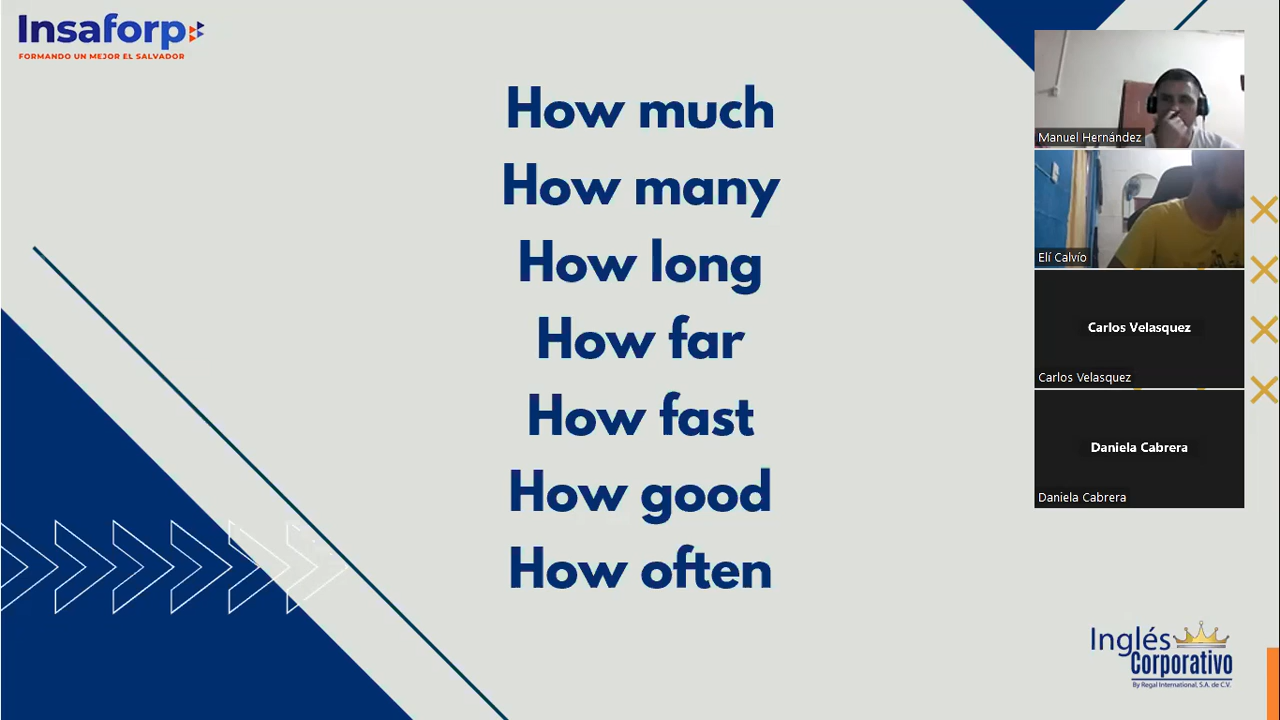 Insaforp
FORMANDO UN MEJOR EL SALVADOR
How much
How many
How long
How far
How fast
How good
How often
Manuel Hernández
Elí Calvío
Carlos Velasquez
Carlos Velasquez
Daniela Cabrera
Daniela Cabrera
Inglés
Corporativo
By Regal International, S.A. de C.V.